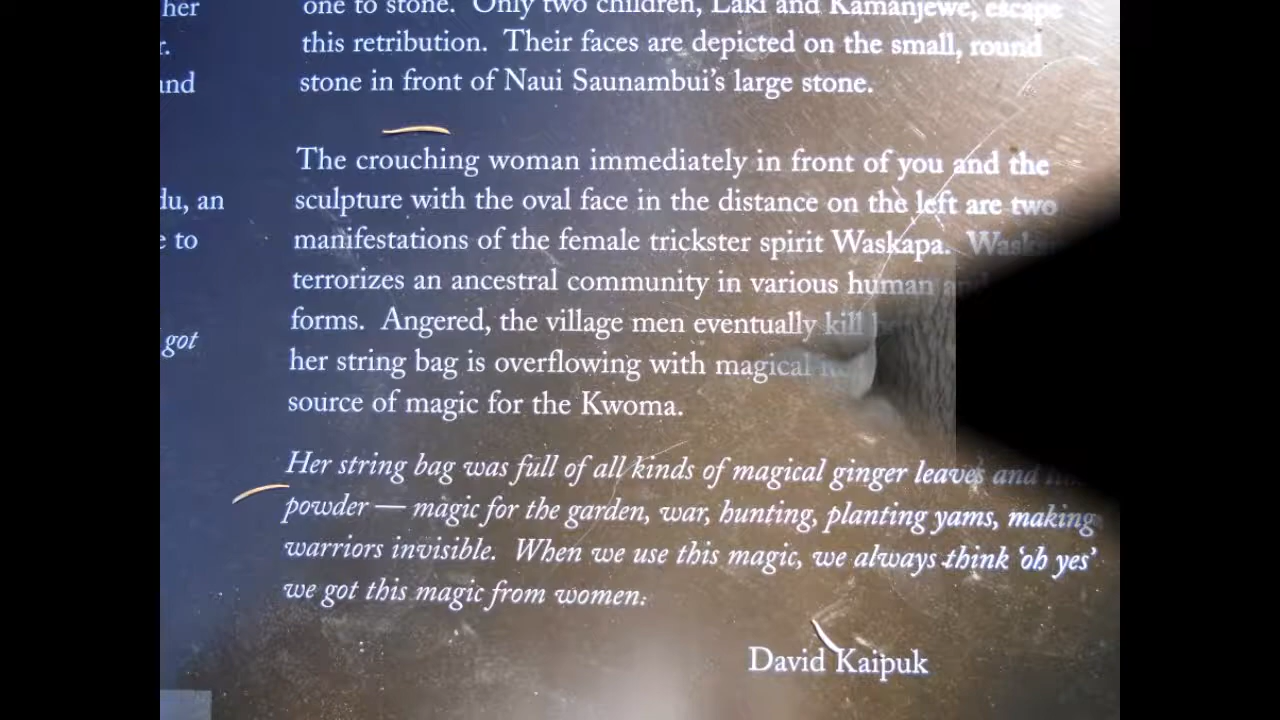 her
r.
and
du, an
e to
got
one to stone. Only two children, Laki and Kamanjewe, escape
this retribution. Their faces are depicted on the small, round
stone in front of Naui Saunambui's large stone.
The crouching woman immediately in front of you and the
sculpture with the oval face in the distance on the left are two
manifestations of the female trickster spirit Waskapa.
terrorizes an ancestral community in various human
forms. Angered, the village men eventually kill
her string bag is overflowing with magical
source of magic for the Kwoma.
Her string bag was full of all kinds of magical ginger leaves and
powder — magic for the garden, war, hunting, planting yams, making
warriors invisible. When we use this magic, we always think 'oh yes'
we got this magic from women.
David Kaipuk